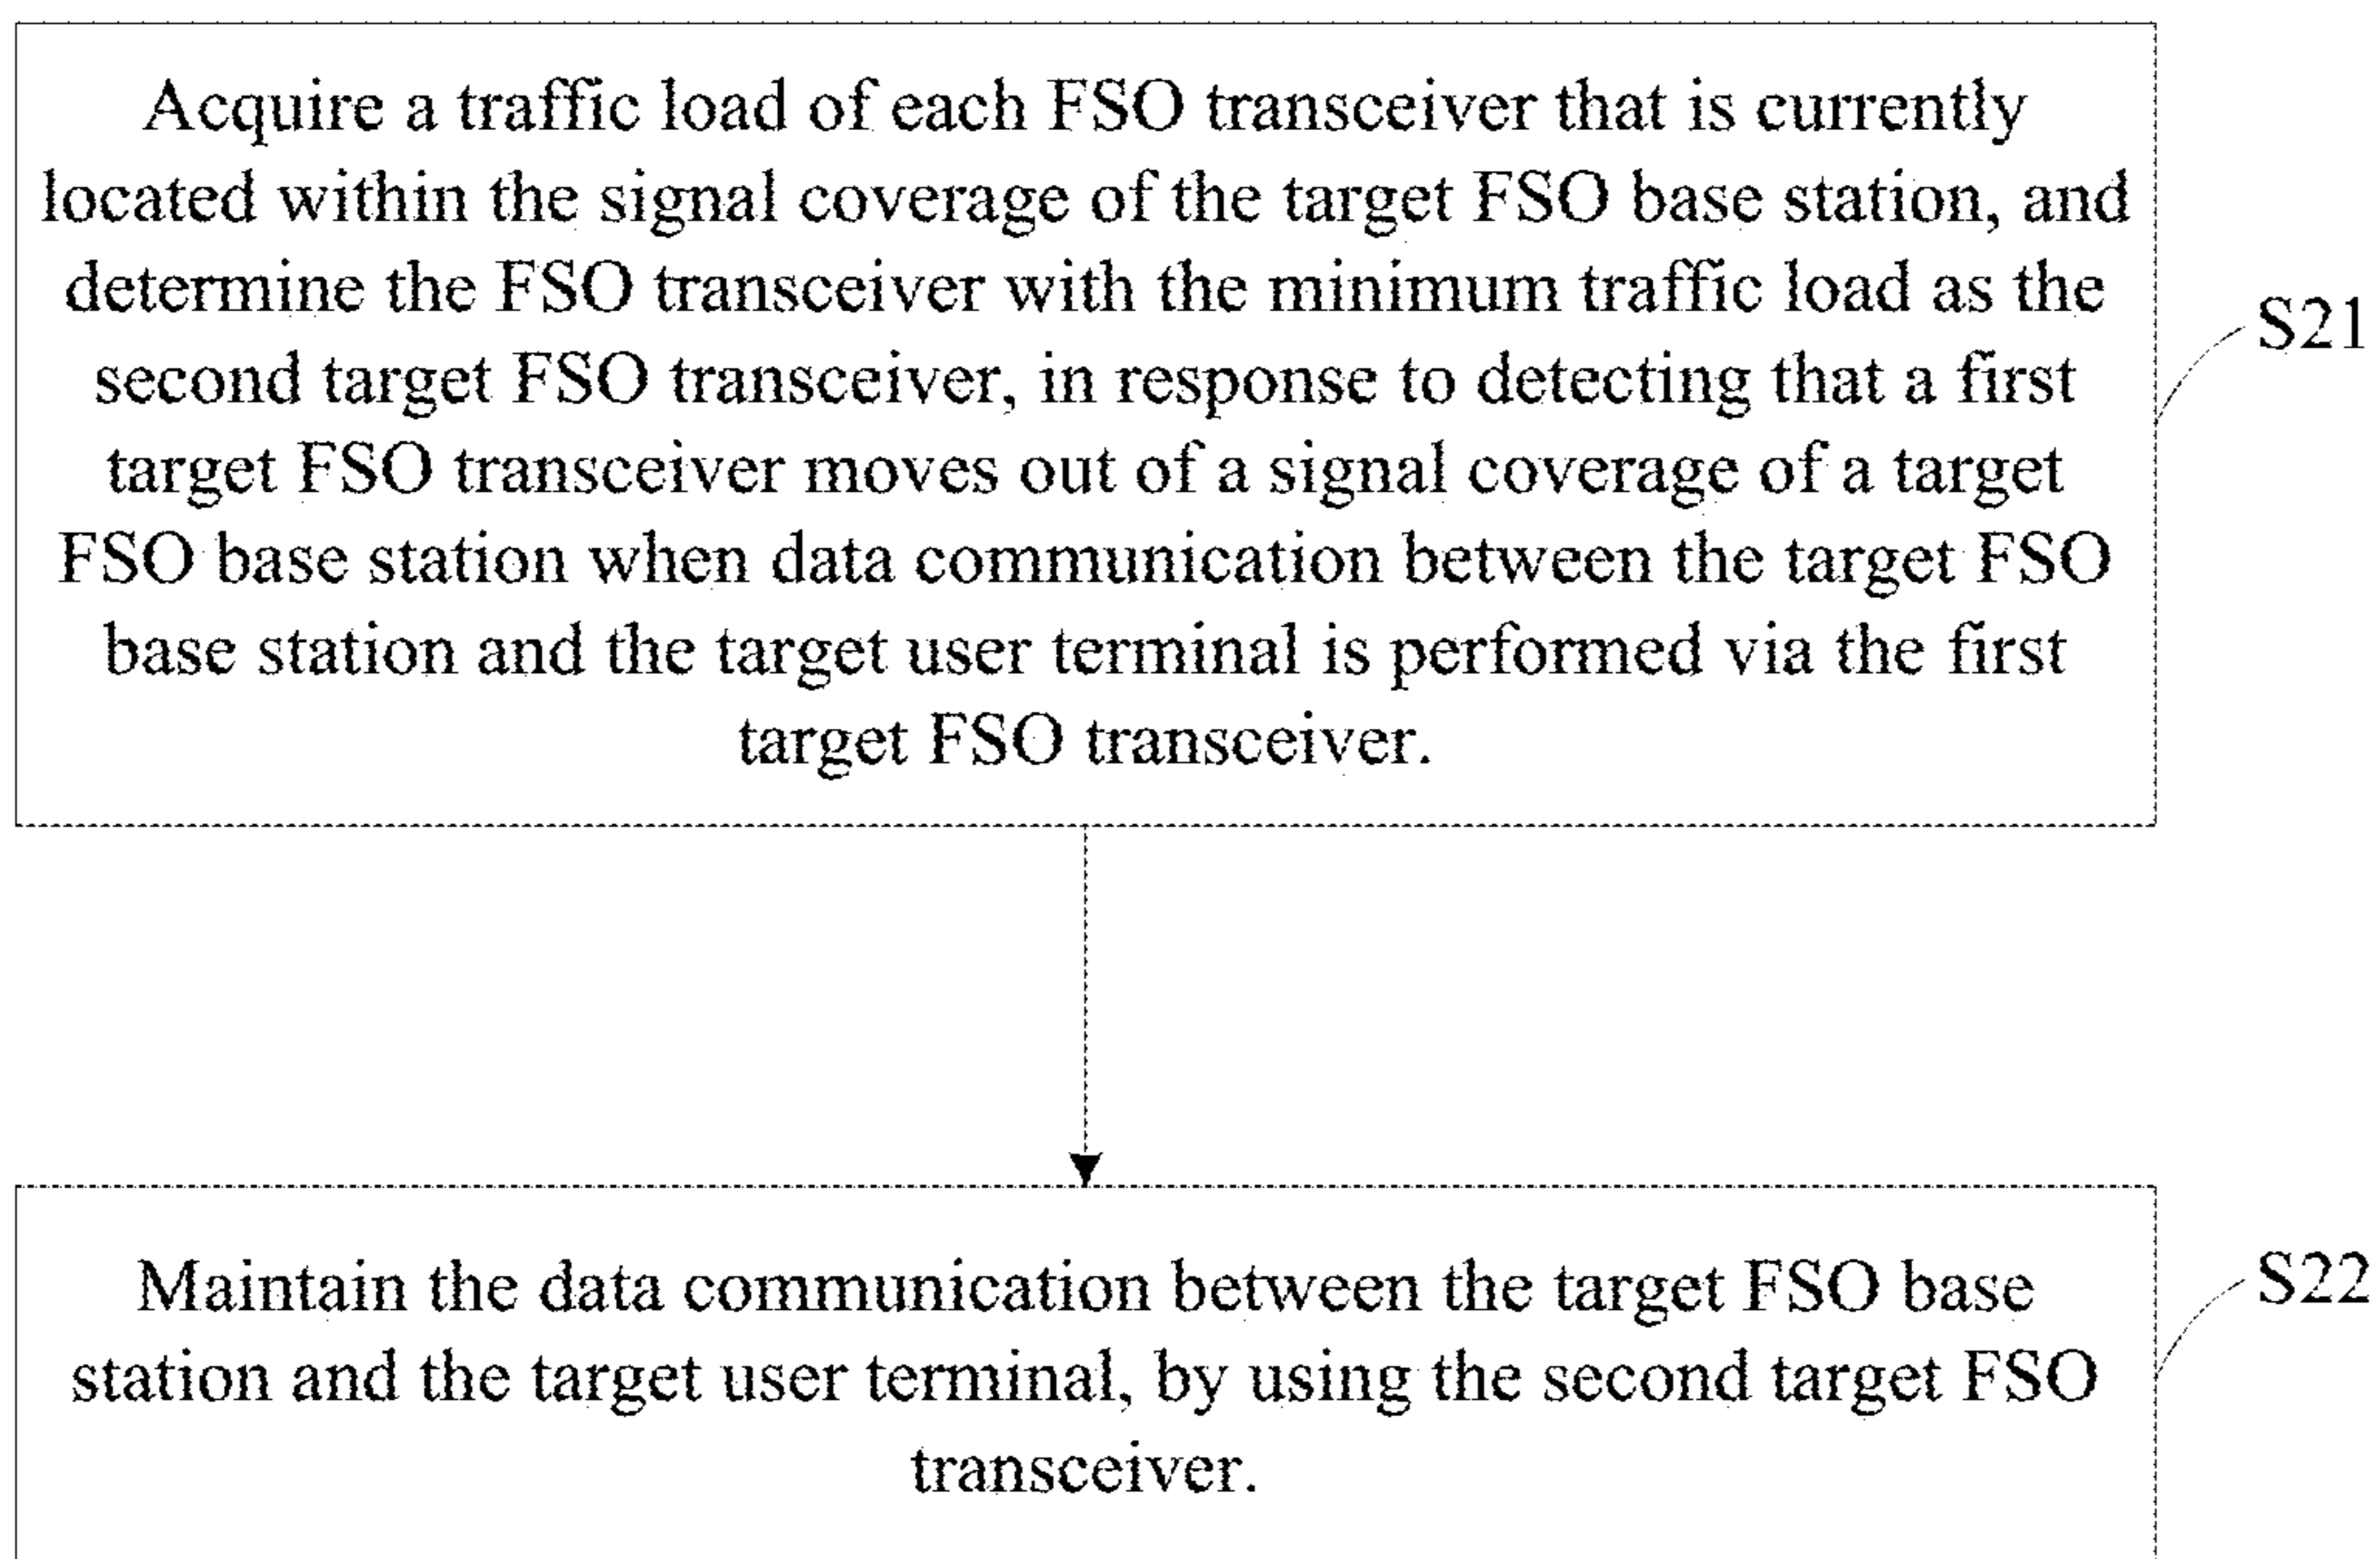 Acquire a traffic load of each FSO transceiver that is currently
located within the signal coverage of the target FSO base station, and
determine the FSO transceiver with the minimum traffic load as the
second target FSO transceiver, in response to detecting that a first
target FSO transceiver moves out of a signal coverage of a target
FSO base station when data communication between the target FSO
base station and the target user terminal is performed via the first
target FSO transceiver.
S21
Maintain the data communication between the target FSO base
station and the target user terminal, by using the second target FSO
transceiver.
S22